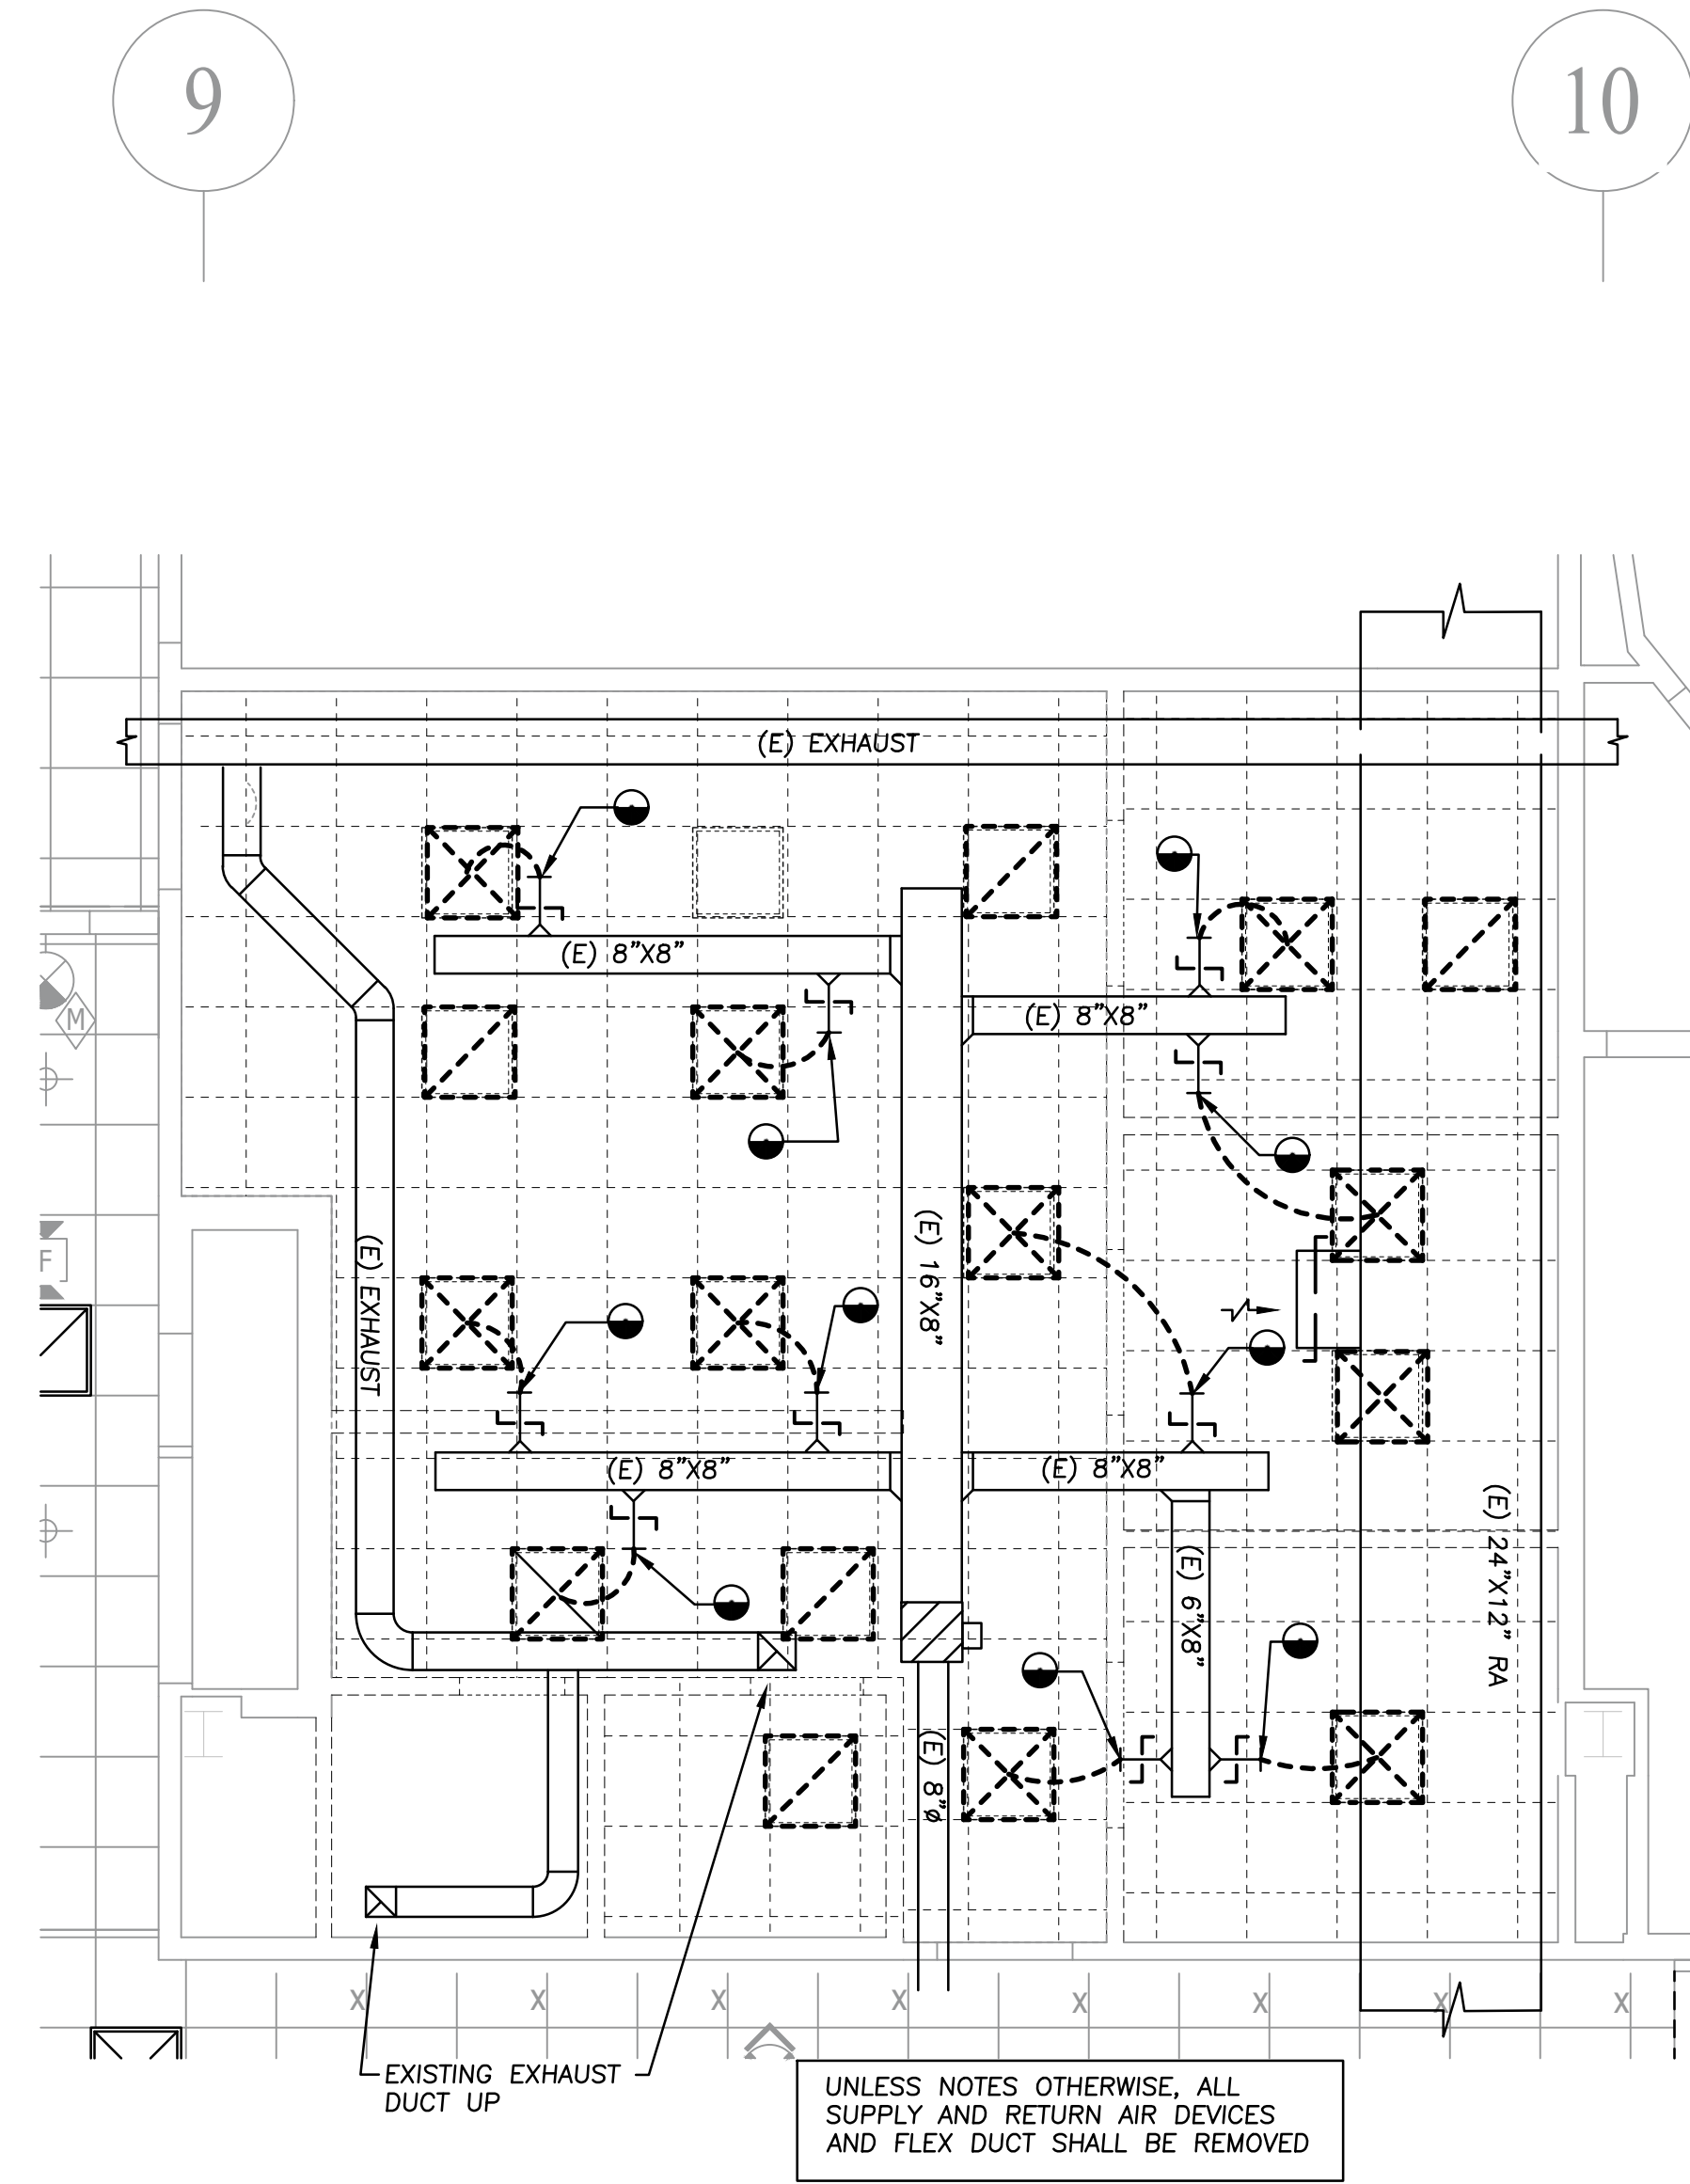 9
10
(E) EXHAUST
(E) 8"X8"
(E) 8"X8"
M
(E) 16"X8"
(E) EXHAUST
F
(E) 8"X8"
(E) 8"X8"
(E) 24"X12" RA
(E) 6"X8"
(E) 8"ø
X X X X X X X X
EXISTING EXHAUST
DUCT UP
UNLESS NOTES OTHERWISE, ALL
SUPPLY AND RETURN AIR DEVICES
AND FLEX DUCT SHALL BE REMOVED